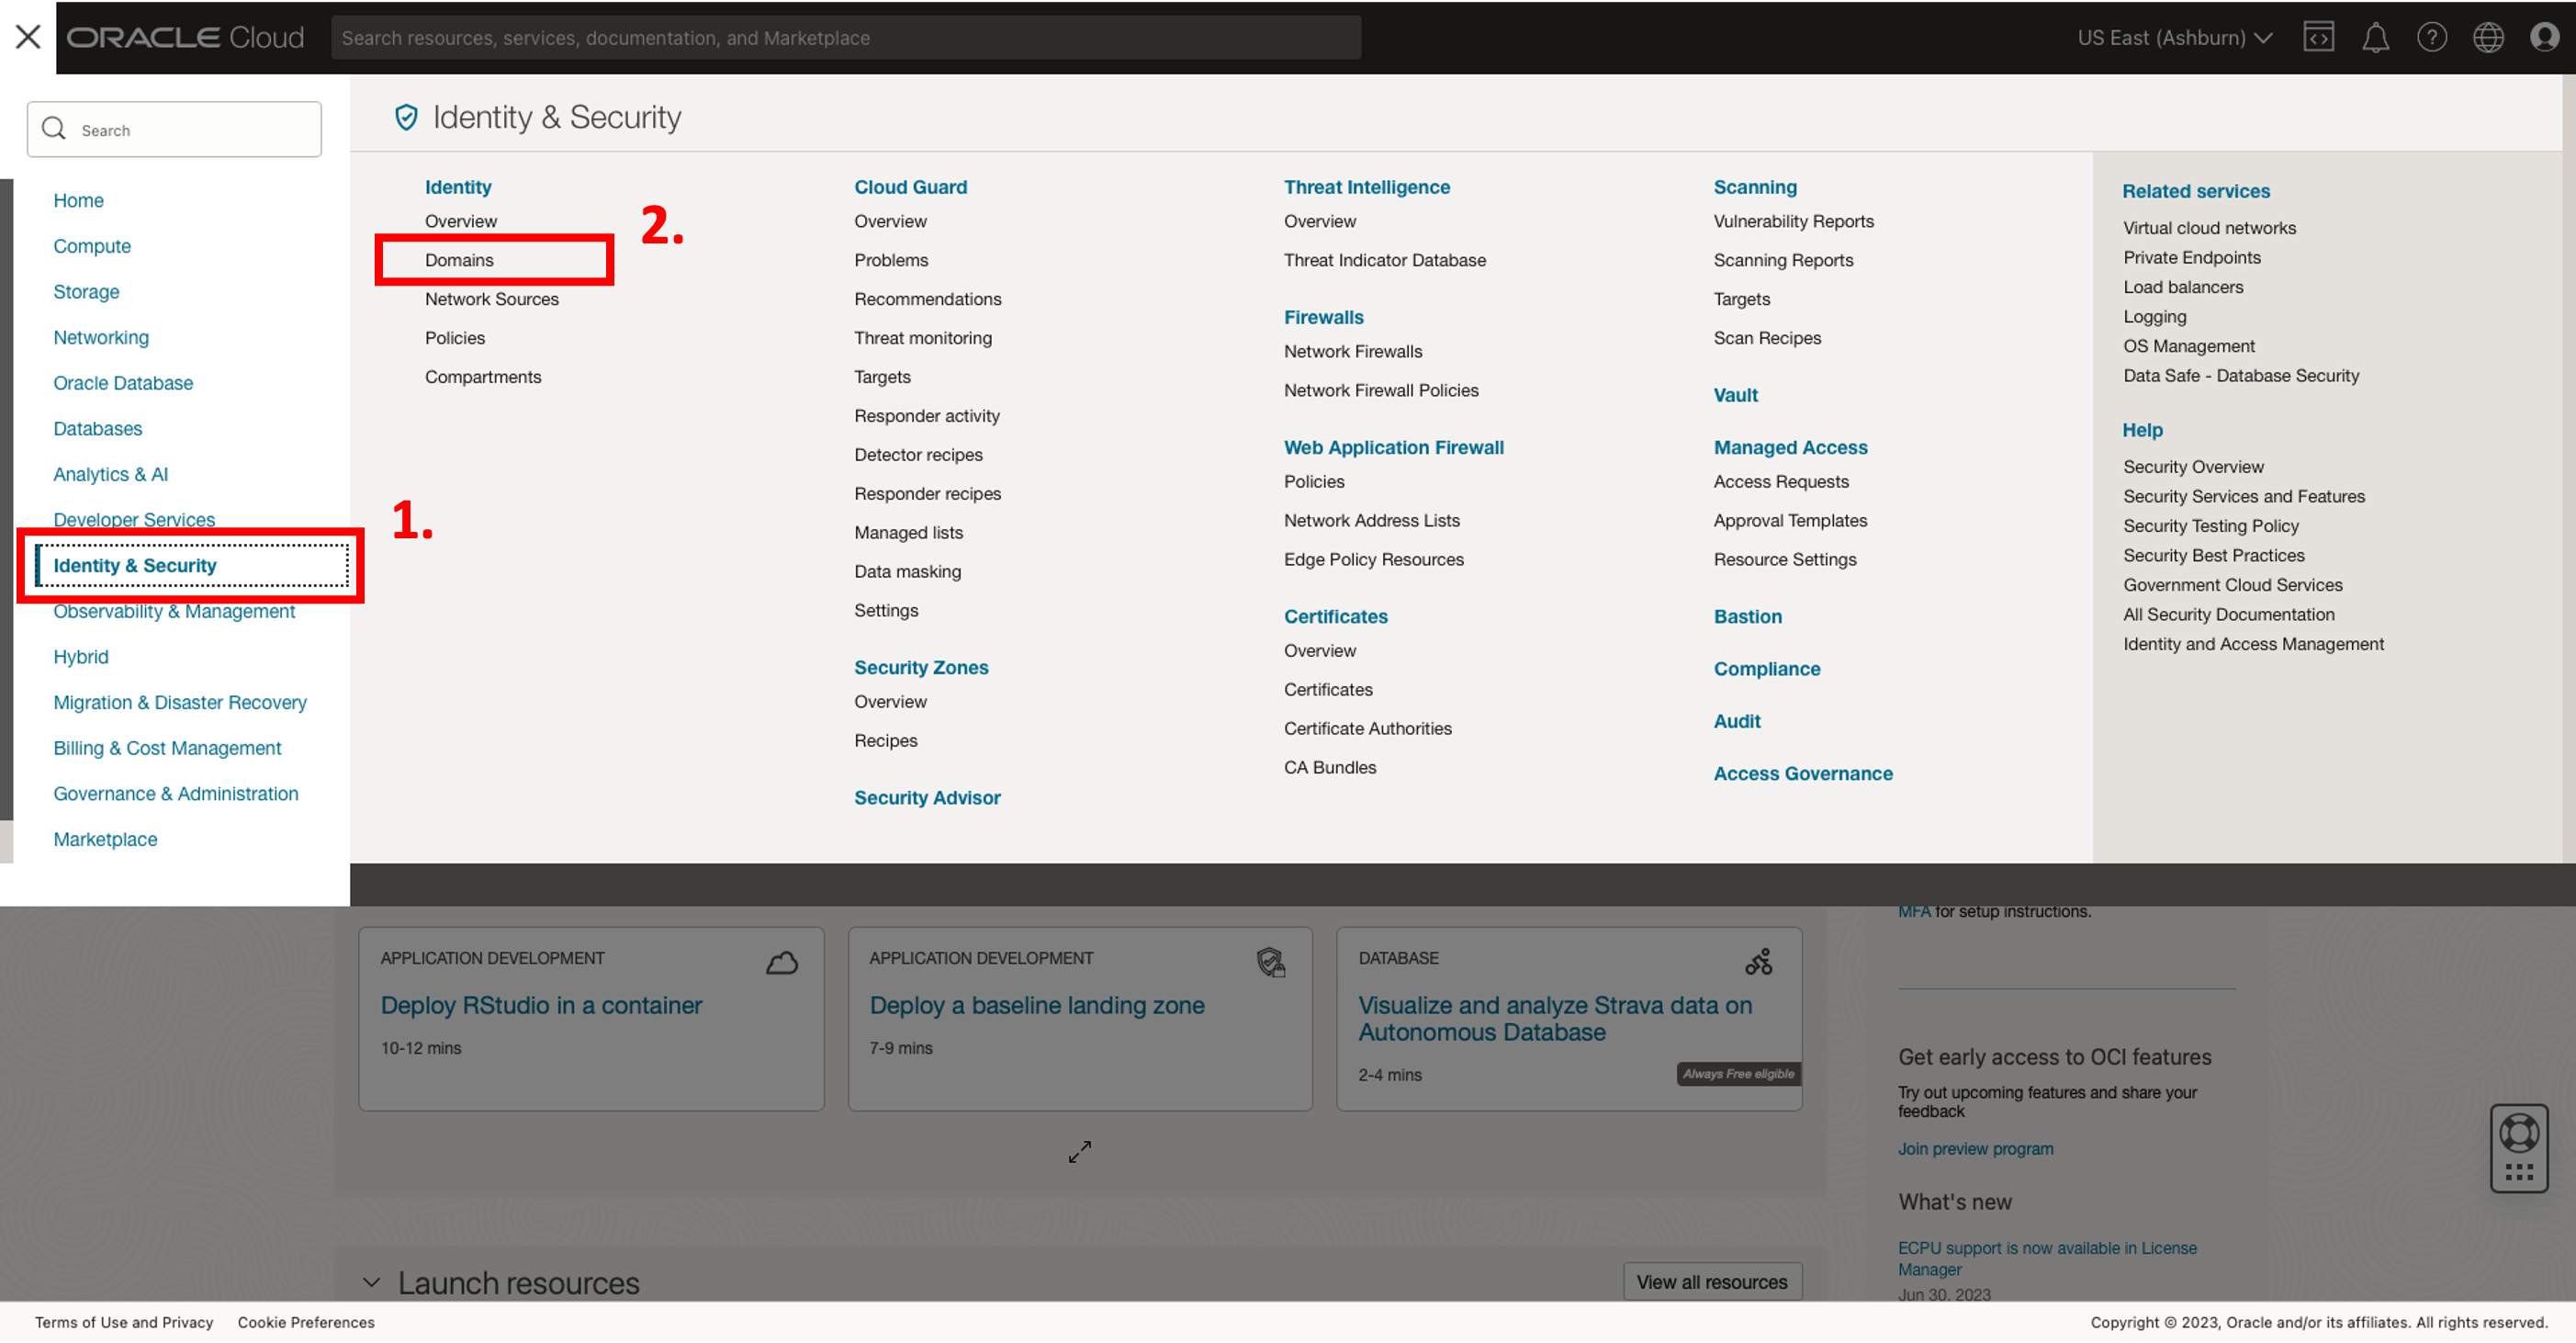 ORACLE Cloud
Search resources, services, documentation, and Marketplace
US East (Ashburn)
Search
Home
Compute
Storage
Networking
Oracle Database
Databases
Analytics & AI
Developer Services
1.
Identity & Security
Observability & Management
Hybrid
Migration & Disaster Recovery
Billing & Cost Management
Governance & Administration
Marketplace
Identity & Security
Identity
Overview
2.
Domains
Network Sources
Policies
Compartments
Cloud Guard
Overview
Problems
Recommendations
Threat monitoring
Targets
Responder activity
Detector recipes
Responder recipes
Managed lists
Data masking
Settings
Security Zones
Overview
Recipes
Security Advisor
Threat Intelligence
Overview
Threat Indicator Database
Firewalls
Network Firewalls
Network Firewall Policies
Web Application Firewall
Policies
Network Address Lists
Edge Policy Resources
Certificates
Overview
Certificates
Certificate Authorities
CA Bundles
Scanning
Vulnerability Reports
Scanning Reports
Targets
Scan Recipes
Vault
Managed Access
Access Requests
Approval Templates
Resource Settings
Bastion
Compliance
Audit
Access Governance
Related services
Virtual cloud networks
Private Endpoints
Load balancers
Logging
OS Management
Data Safe - Database Security
Help
Security Overview
Security Services and Features
Security Testing Policy
Security Best Practices
Government Cloud Services
All Security Documentation
Identity and Access Management
APPLICATION DEVELOPMENT
Deploy RStudio in a container
10-12 mins
APPLICATION DEVELOPMENT
Deploy a baseline landing zone
7-9 mins
DATABASE
Visualize and analyze Strava data on
Autonomous Database
2-4 mins
Always Free eligible
MFA for setup instructions.
Get early access to OCI features
Try out upcoming features and share your
feedback
Join preview program
What's new
ECPU support is now available in License
Manager
Jun 30, 2023
Launch resources
View all resources
Terms of Use and Privacy
Cookie Preferences
Copyright © 2023, Oracle and/or its affiliates. All rights reserved.